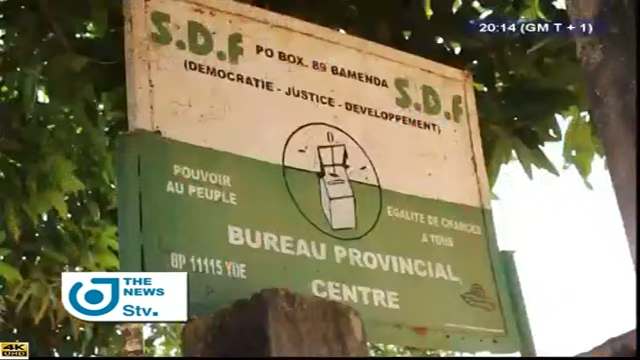 20:14 (GM T + 1)
S.D.F
PO BOX. 89 BAMENDA
S.D.F
(DEMOCRATIE - JUSTICE - DEVELOPPEMENT)
POUVOIR
AU PEUPLE
EGALITE DE CHANCES
A TOUS
BUREAU PROVINCIAL
BP 11115 YDE
CENTRE
THE
NEWS
Stv.
4K
UHD